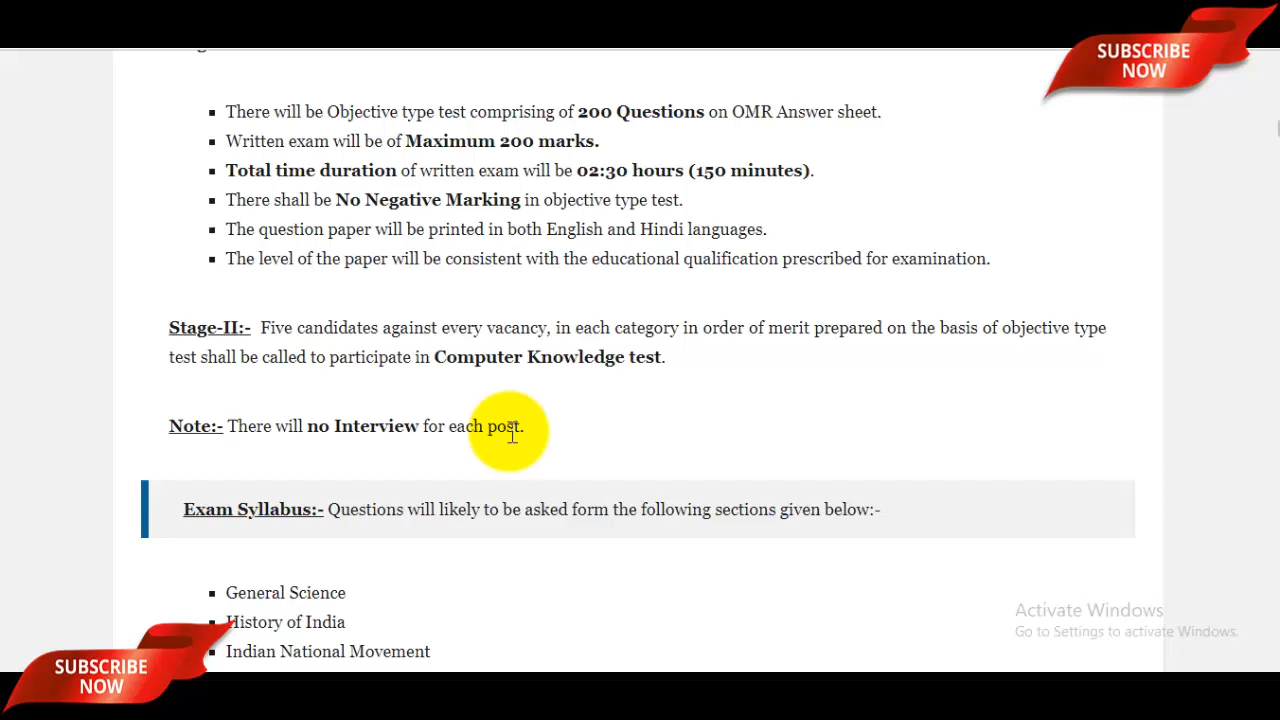 SUBSCRIBE
NOW
There will be Objective type test comprising of 200 Questions on OMR Answer sheet.
Written exam will be of Maximum 200 marks.
Total time duration of written exam will be 02:30 hours (150 minutes).
There shall be No Negative Marking in objective type test.
The question paper will be printed in both English and Hindi languages.
The level of the paper will be consistent with the educational qualification prescribed for examination.
Stage-II:- Five candidates against every vacancy, in each category in order of merit prepared on the basis of objective type
test shall be called to participate in Computer Knowledge test.
Note:- There will no Interview for each post.
Exam Syllabus:- Questions will likely to be asked form the following sections given below:-
General Science
History of India
Indian National Movement
Activate Windows
Go to Settings to activate Windows.
SUBSCRIBE
NOW